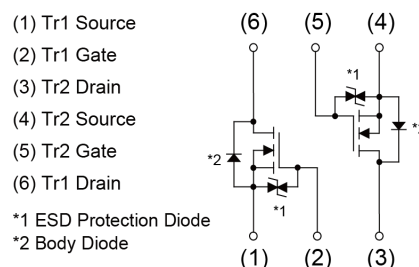 (1) Tr1 Source
(2) Tr1 Gate
(3) Tr2 Drain
(4) Tr2 Source
(5) Tr2 Gate
(6) Tr1 Drain
*1 ESD Protection Diode
*2 Body Diode
(6) (5) (4)
*1
*2
*1
(1) (2) (3)